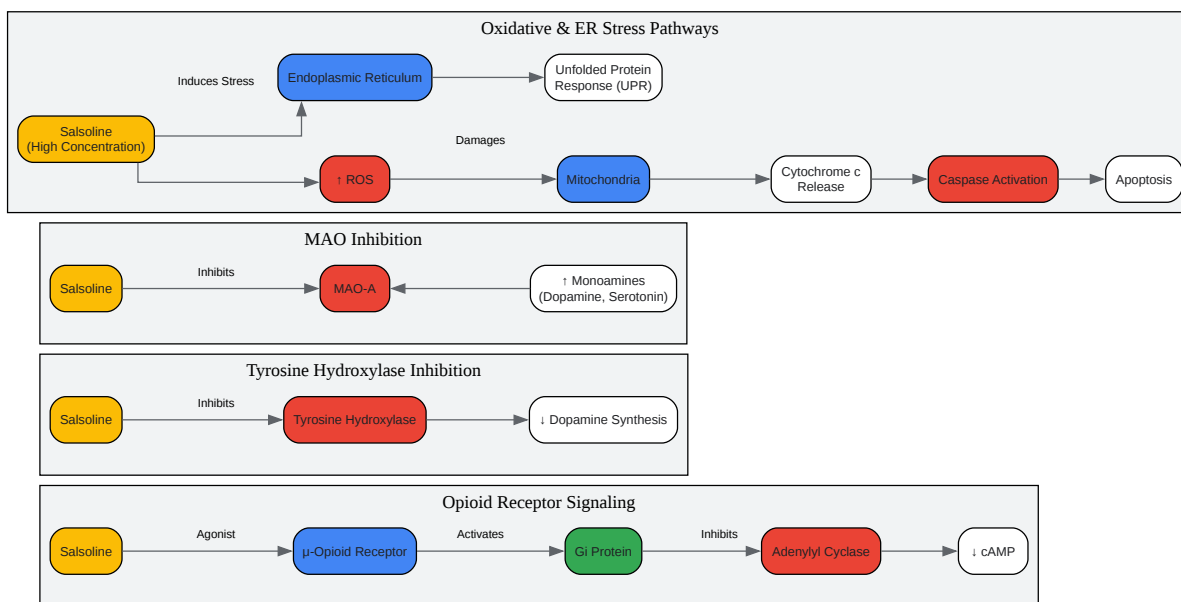 Oxidative & ER Stress Pathways
Induces Stress
Endoplasmic Reticulum
Unfolded Protein
Response (UPR)
Salsoline
(High Concentration)
Damages
↑ ROS
Mitochondria
Cytochrome c
Release
Caspase Activation
Apoptosis
MAO Inhibition
Salsoline
Inhibits
MAO-A
↑ Monoamines
(Dopamine, Serotonin)
Tyrosine Hydroxylase Inhibition
Salsoline
Inhibits
Tyrosine Hydroxylase
↓ Dopamine Synthesis
Opioid Receptor Signaling
Salsoline
Agonist
μ-Opioid Receptor
Activates
Gi Protein
Inhibits
Adenylyl Cyclase
↓ cAMP